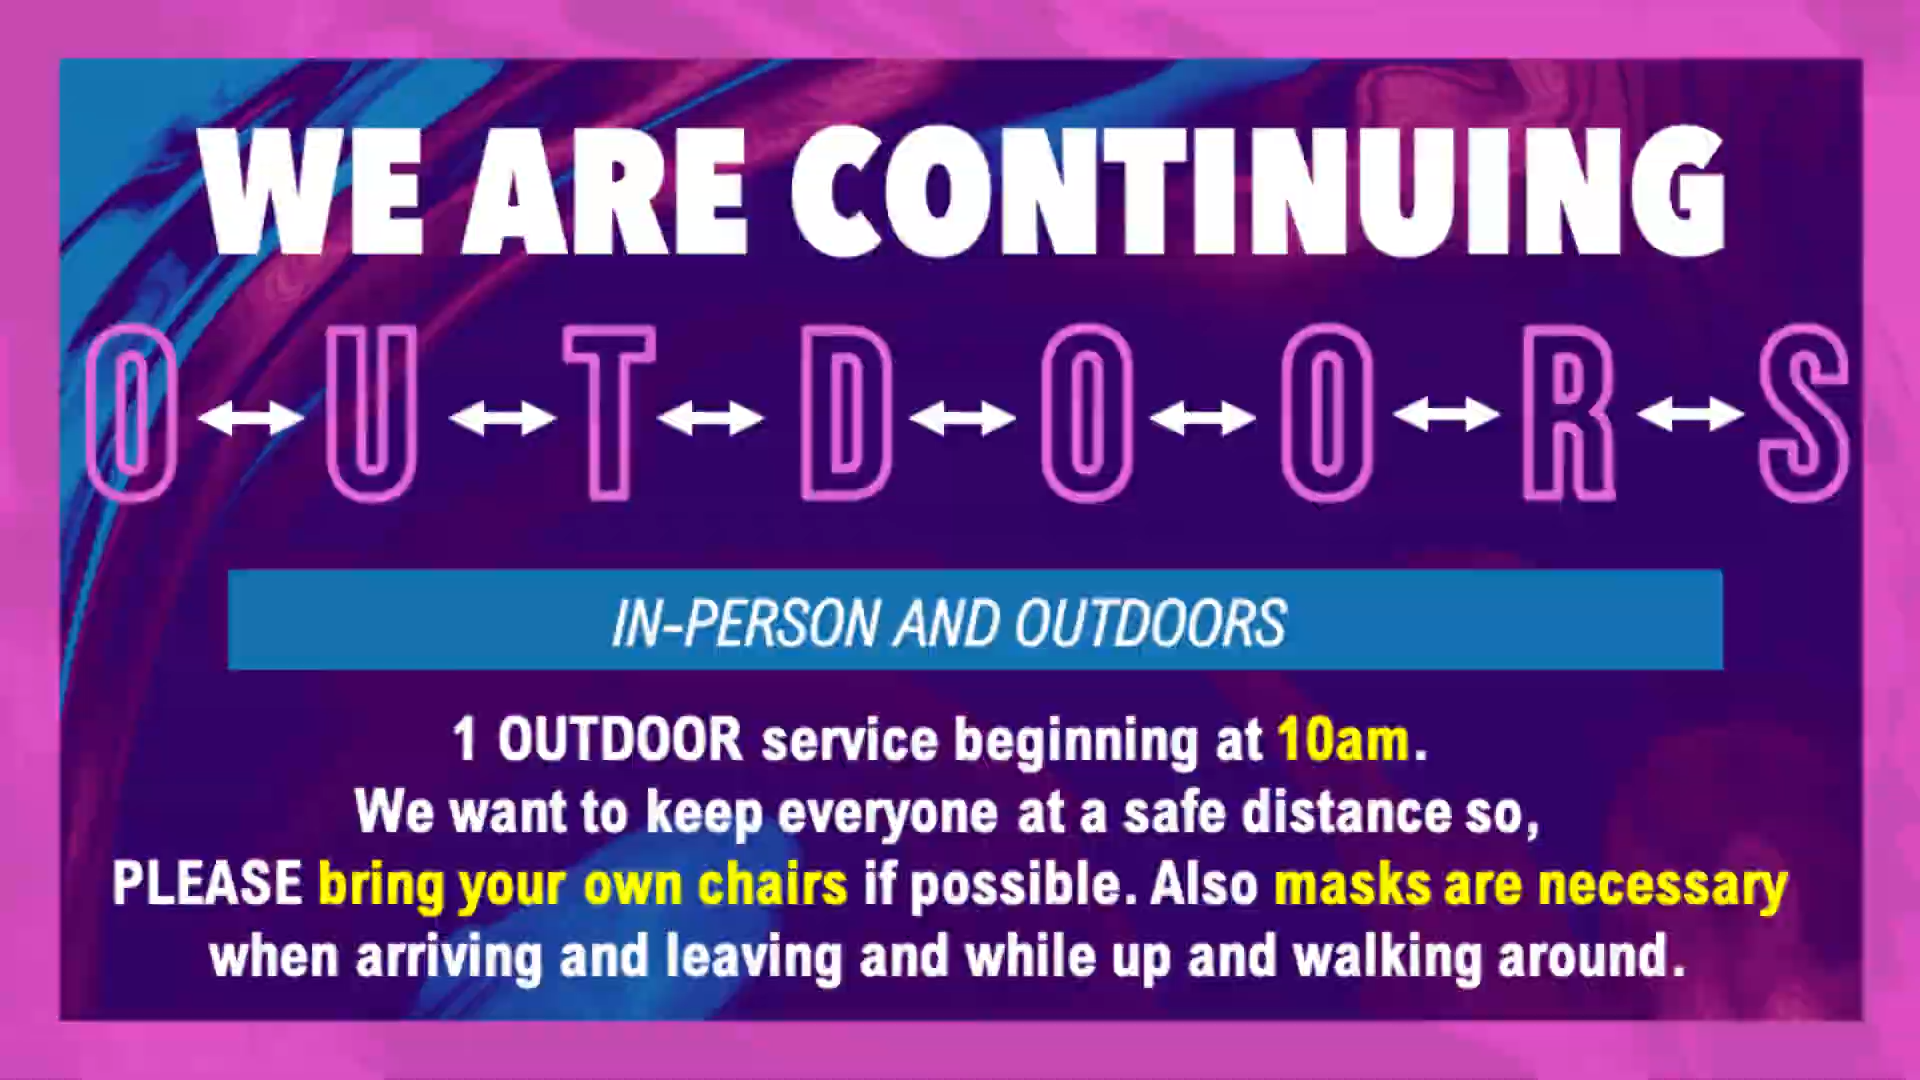 WE ARE CONTINUING
O↔U↔T↔D↔O↔O↔R↔S
IN-PERSON AND OUTDOORS
1 OUTDOOR service beginning at 10am.
We want to keep everyone at a safe distance so,
PLEASE bring your own chairs if possible. Also masks are necessary
when arriving and leaving and while up and walking around.